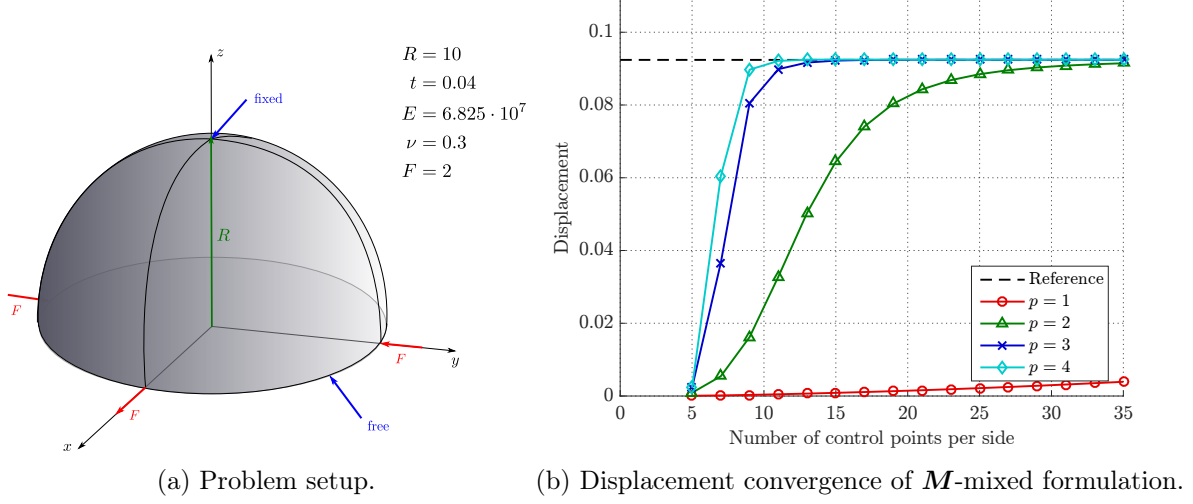 z
R = 10
t = 0.04
E = 6.825 · 10⁷
ν = 0.3
F = 2
fixed
R
F
F
F
y
x
free
Displacement
0.1
0.08
0.06
0.04
0.02
0
0 5 10 15 20 25 30 35
Number of control points per side
Reference
p = 1
p = 2
p = 3
p = 4
(a) Problem setup.
(b) Displacement convergence of M-mixed formulation.